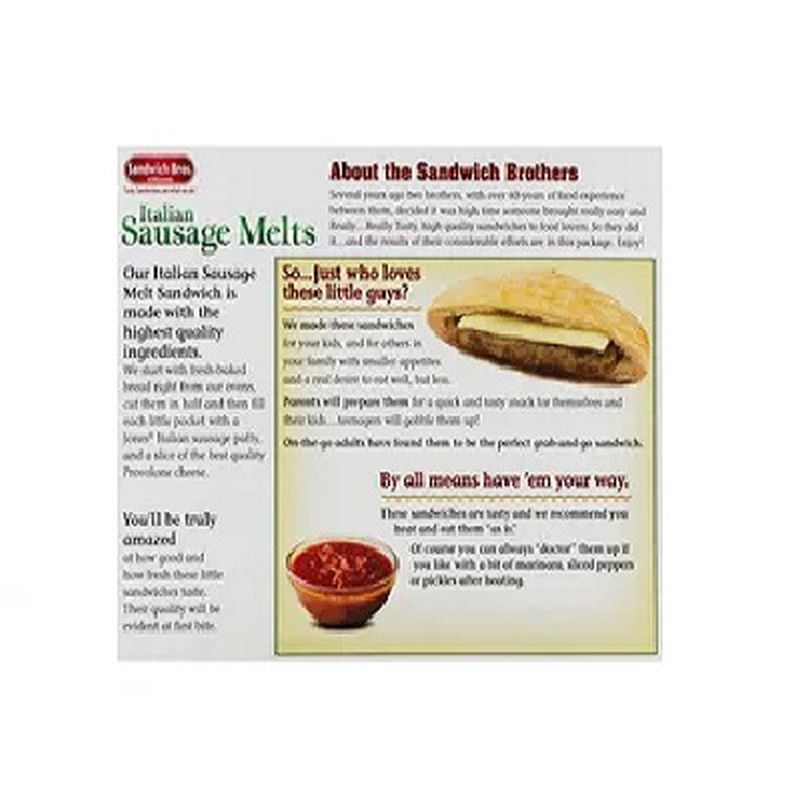 Sandwich Bros
Italian
Sausage Melts
Our Italian Sausage
Melt Sandwich is
made with the
highest quality
ingredients.
We start with fresh-baked
bread right from our ovens,
cut them in half and then fill
each little pocket with a
Jones® Italian sausage patty,
and a slice of the best quality
Provolone cheese.
You'll be truly
amazed
at how good and
how fresh these little
sandwiches taste.
Their quality will be
evident at first bite.
About the Sandwich Brothers
Several years ago two brothers, with over 40 years of food experience
between them, decided it was high time someone brought really easy and
Really...Really Tasty, high quality sandwiches to food lovers. So they did
it...and the results of their considerable efforts are in this package. Enjoy!
So...Just who loves
these little guys?
We made these sandwiches
for your kids, and for others in
your family with smaller appetites
and a real desire to eat well, but less.
Parents will prepare them for a quick and tasty snack for themselves and
their kids... teenagers will gobble them up!
On-the-go adults have found them to be the perfect grab-and-go sandwich.
By all means have 'em your way.
These sandwiches are tasty and we recommend you
heat and eat them "as is."
Of course you can always "doctor" them up if
you like with a bit of marinara, sliced peppers
or pickles after heating.